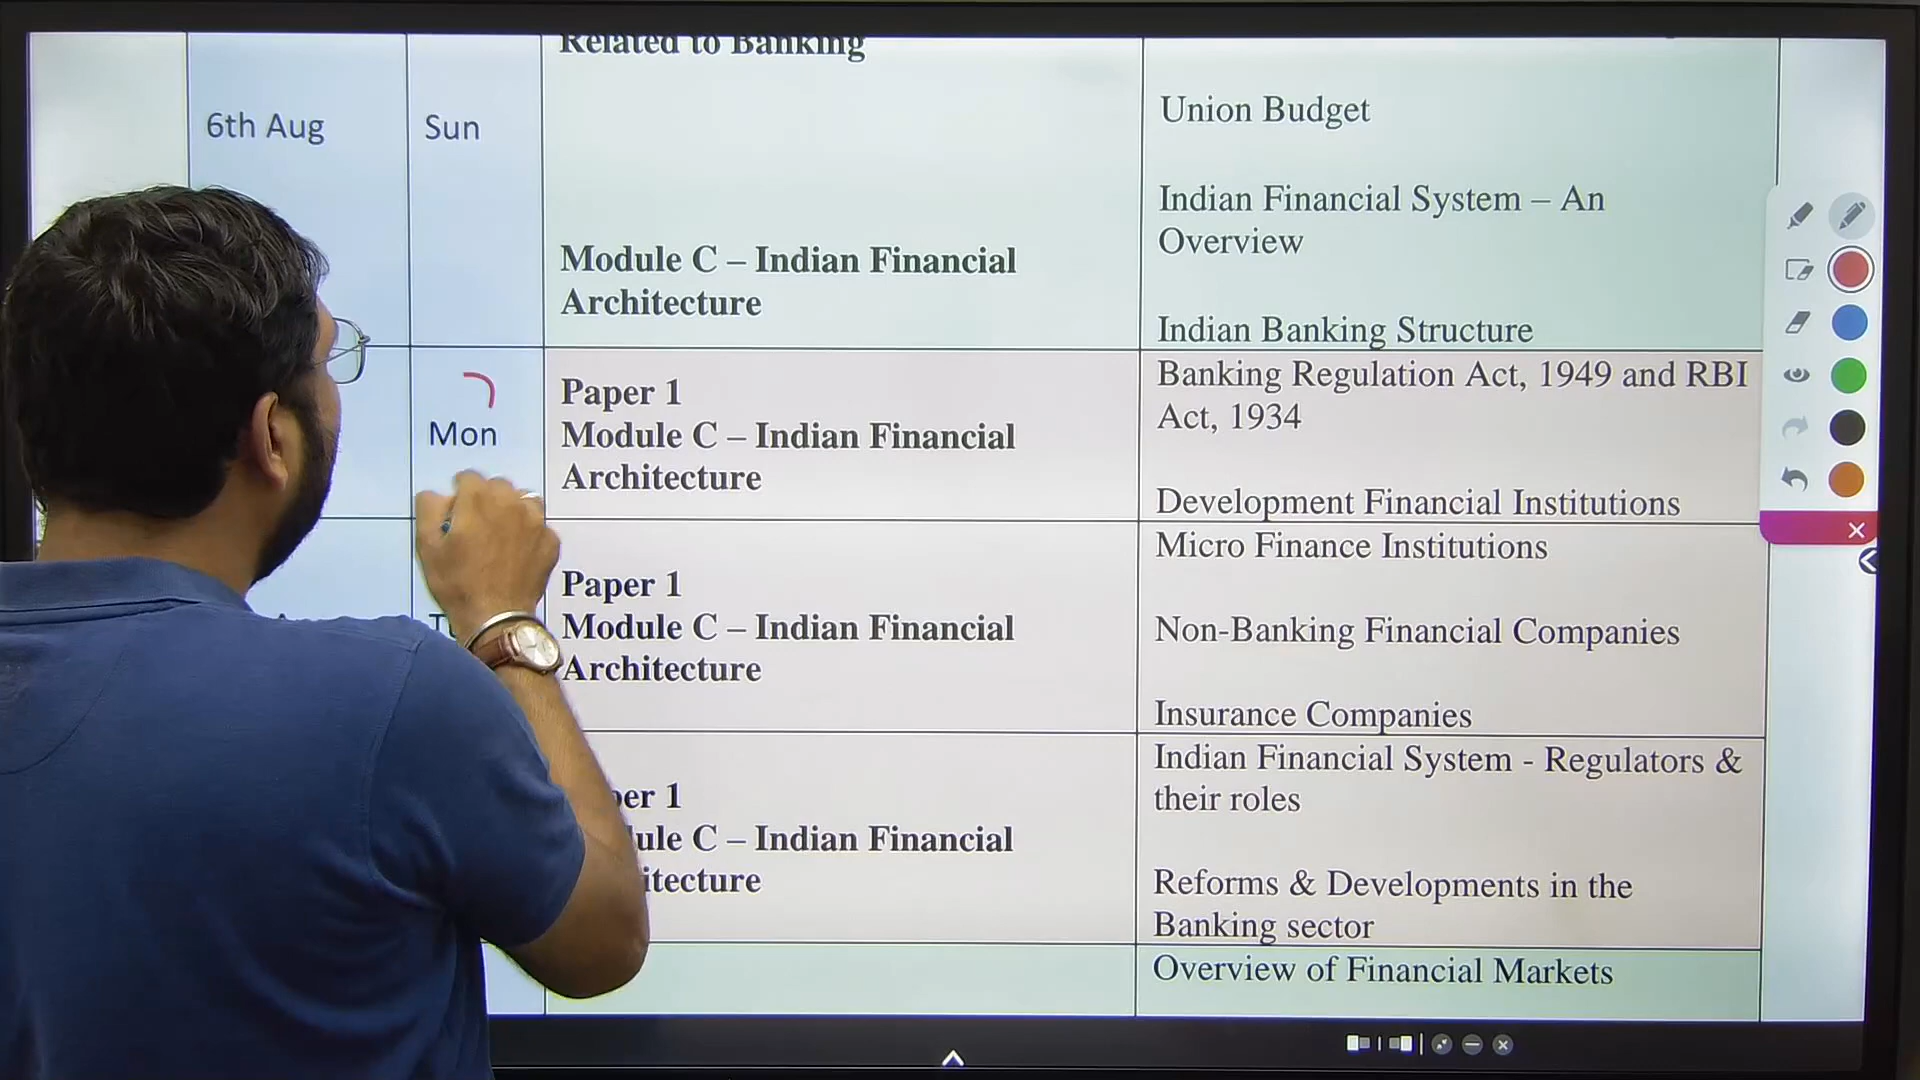 Related to Banking
6th Aug
Sun
Module C – Indian Financial
Architecture
Union Budget
Indian Financial System – An
Overview
Indian Banking Structure
Mon
Paper 1
Module C – Indian Financial
Architecture
Banking Regulation Act, 1949 and RBI
Act, 1934
Development Financial Institutions
Paper 1
Module C – Indian Financial
Architecture
Micro Finance Institutions
Non-Banking Financial Companies
Insurance Companies
1
C – Indian Financial
Indian Financial System - Regulators &
their roles
Reforms & Developments in the
Banking sector
Overview of Financial Markets